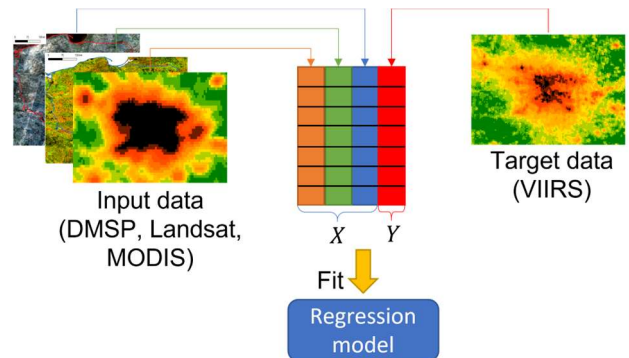 Input data
(DMSP, Landsat,
MODIS)
X
Y
Target data
(VIIRS)
Fit
Regression
model